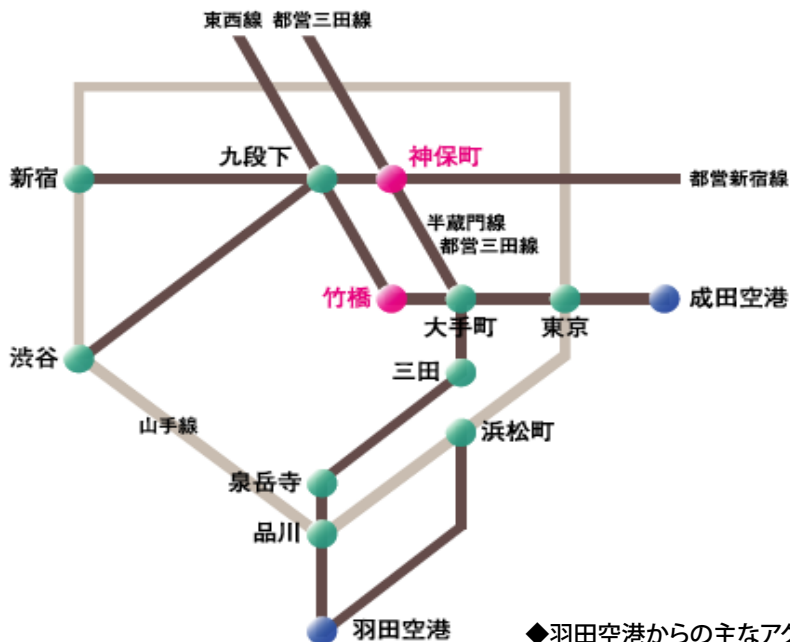 東西線 都営三田線
九段下
神保町
新宿
都営新宿線
半蔵門線
都営三田線
竹橋
成田空港
大手町
東京
渋谷
三田
山手線
浜松町
泉岳寺
品川
羽田空港
◆羽田空港からの主なアク